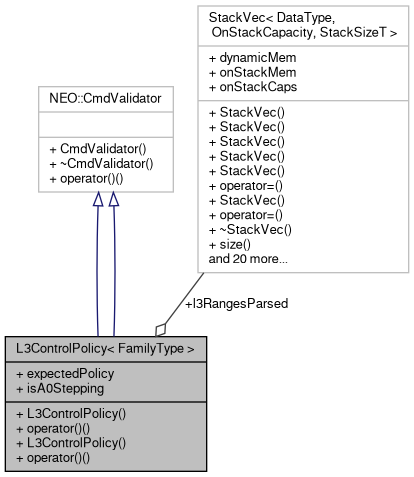 StackVec< DataType,
OnStackCapacity, StackSizeT >
+ dynamicMem
+ onStackMem
+ onStackCaps
+ StackVec()
+ StackVec()
+ StackVec()
+ StackVec()
+ StackVec()
+ operator=()
+ StackVec()
+ operator=()
+ ~StackVec()
+ size()
and 20 more...
NEO::CmdValidator
+ CmdValidator()
+ ~CmdValidator()
+ operator()()
+l3RangesParsed
L3ControlPolicy< FamilyType >
+ expectedPolicy
+ isA0Stepping
+ L3ControlPolicy()
+ operator()()
+ L3ControlPolicy()
+ operator()()